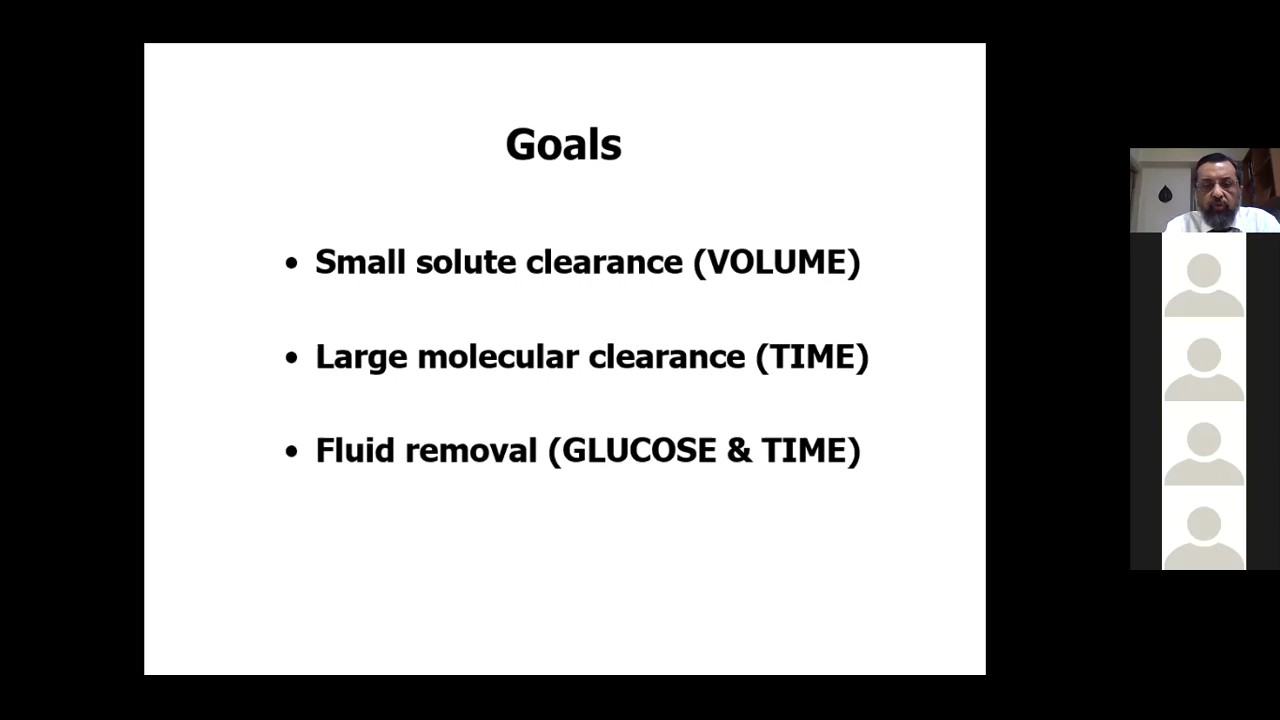 Goals
• Small solute clearance (VOLUME)
• Large molecular clearance (TIME)
• Fluid removal (GLUCOSE & TIME)